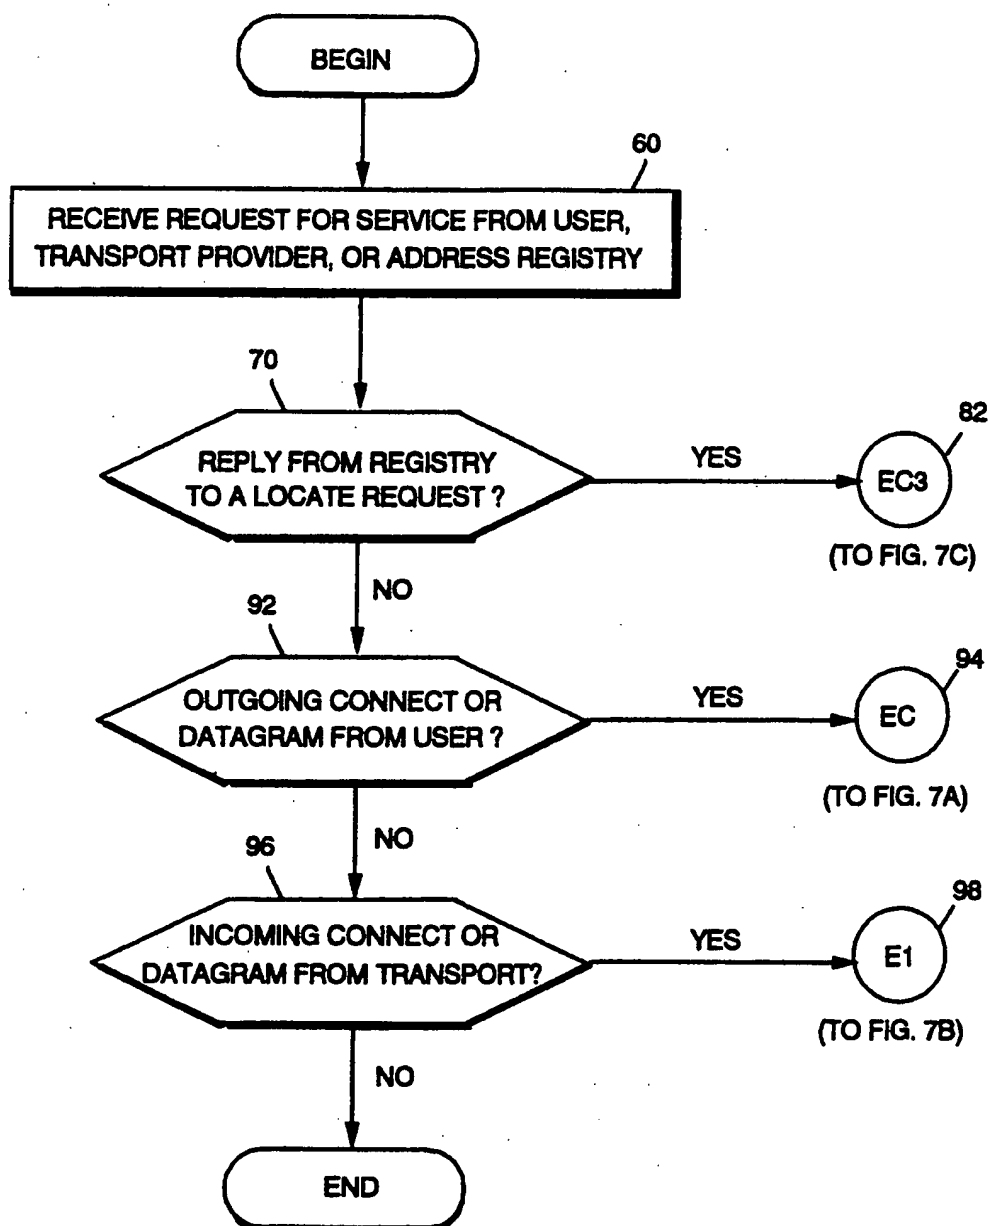 BEGIN
60
RECEIVE REQUEST FOR SERVICE FROM USER,
TRANSPORT PROVIDER, OR ADDRESS REGISTRY
70
REPLY FROM REGISTRY
TO A LOCATE REQUEST ?
YES
82
EC3
(TO FIG. 7C)
NO
92
OUTGOING CONNECT OR
DATAGRAM FROM USER ?
YES
94
EC
(TO FIG. 7A)
NO
96
INCOMING CONNECT OR
DATAGRAM FROM TRANSPORT?
YES
98
E1
(TO FIG. 7B)
NO
END